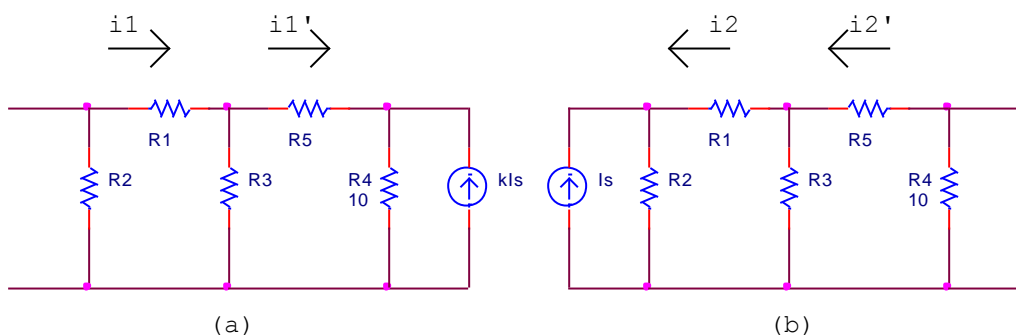 i1 i1' i2 i2'
R1 R5 R1 R5
R2 R3 R4 kIs Is R2 R3 R4
10 10
(a) (b)